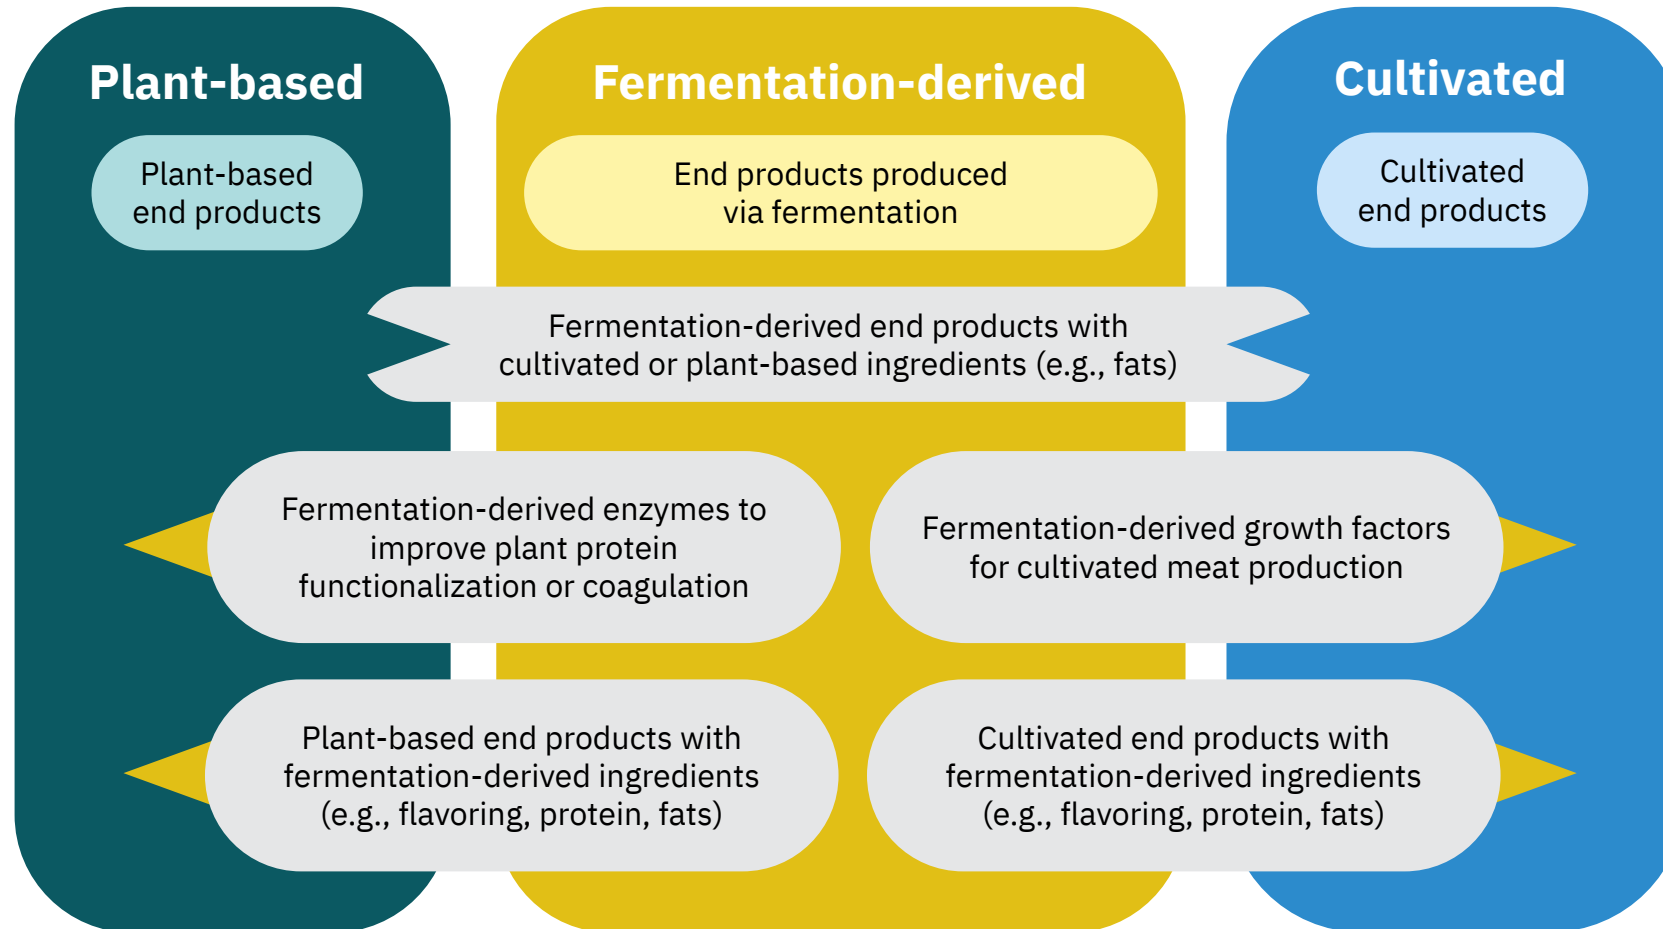 Plant-based
Fermentation-derived
Cultivated
Plant-based
end products
End products produced
via fermentation
Cultivated
end products
Fermentation-derived end products with
cultivated or plant-based ingredients (e.g., fats)
Fermentation-derived enzymes to
improve plant protein
functionalization or coagulation
Fermentation-derived growth factors
for cultivated meat production
Plant-based end products with
fermentation-derived ingredients
(e.g., flavoring, protein, fats)
Cultivated end products with
fermentation-derived ingredients
(e.g., flavoring, protein, fats)